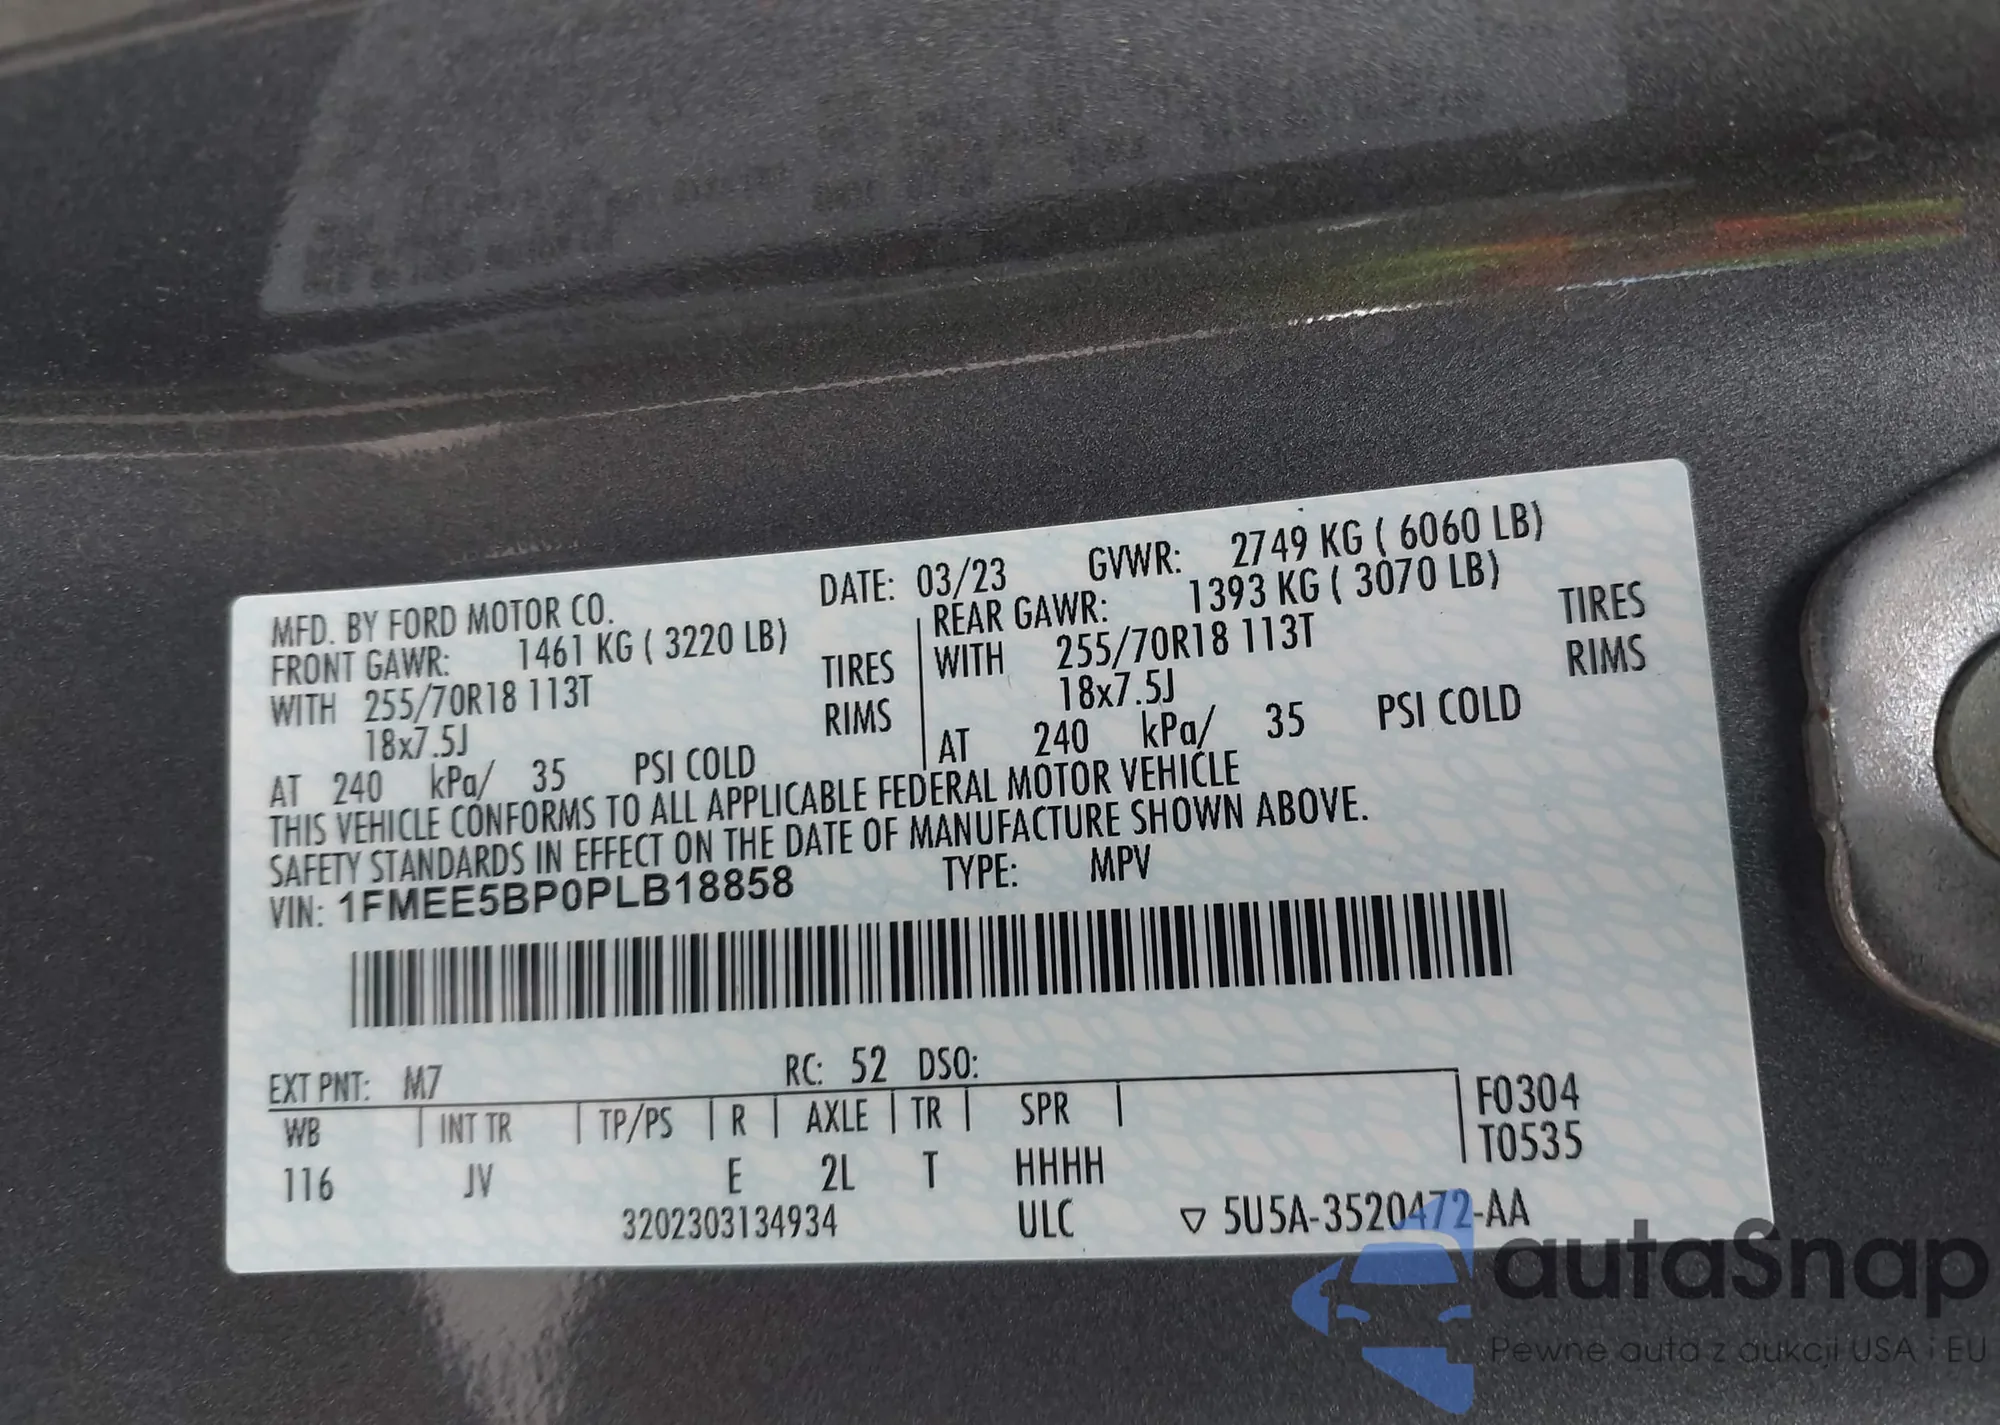 MFD. BY FORD MOTOR CO. DATE: 03/23 GVWR: 2749 KG ( 6060 LB)
FRONT GAWR: 1461 KG ( 3220 LB) REAR GAWR: 1393 KG ( 3070 LB)
WITH 255/70R18 113T TIRES WITH 255/70R18 113T TIRES
18x7.5J RIMS 18x7.5J RIMS
AT 240 kPa/ 35 PSI COLD AT 240 kPa/ 35 PSI COLD
THIS VEHICLE CONFORMS TO ALL APPLICABLE FEDERAL MOTOR VEHICLE
SAFETY STANDARDS IN EFFECT ON THE DATE OF MANUFACTURE SHOWN ABOVE.
VIN: 1FMEE5BP0PLB18858 TYPE: MPV
EXT PNT: M7 RC: 52 DSO:
WB INT TR TP/PS R AXLE TR SPR F0304
T0535
116 JV E 2L T HHHH
3202303134934 ULC ▽ 5U5A-3520472-AA
autaSnap
Pewne auta z aukcji USA i EU